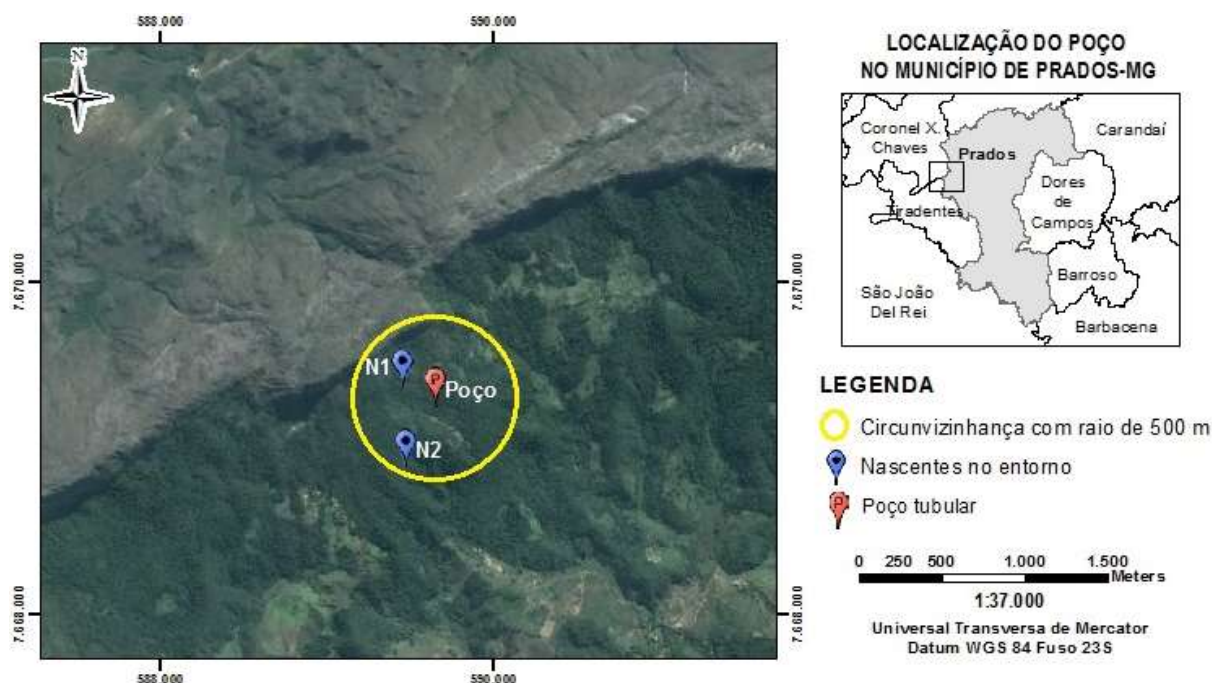 588.000 590.000
N
7.670.000 7.670.000
N1
Poço
N2
7.668.000 7.668.000
588.000 590.000
LOCALIZAÇÃO DO POÇO
NO MUNICÍPIO DE PRADOS-MG
Coronel X.
Chaves
Carandaí
Prados
Dores
de
Campos
Tiradentes
Barroso
São João
Del Rei
Barbacena
LEGENDA
Circunvizinhança com raio de 500 m
Nascentes no entorno
P Poço tubular
0 250 500 1.000 1.500
Meters
1:37.000
Universal Transversa de Mercator
Datum WGS 84 Fuso 23S